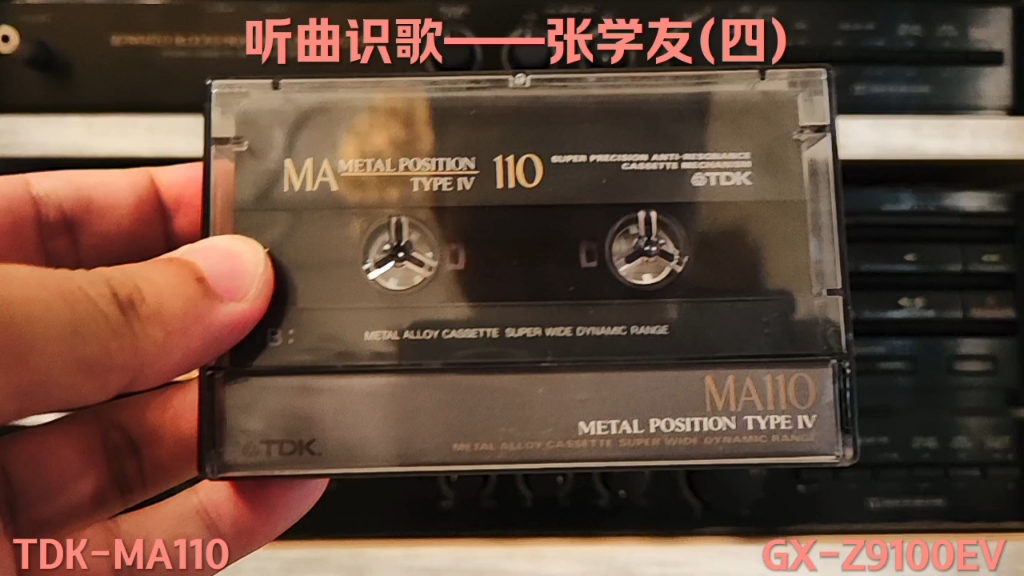 听曲识歌——张学友(四)
MA METAL POSITION TYPE IV 110
SUPER PRECISION ANTI-RESONANCE
CASSETTE MECHANISM
TDK
B:
METAL ALLOY CASSETTE SUPER WIDE DYNAMIC RANGE
MA110
METAL POSITION TYPE IV
METAL ALLOY CASSETTE SUPER WIDE DYNAMIC RANGE
TDK
TDK-MA110
GX-Z9100EV